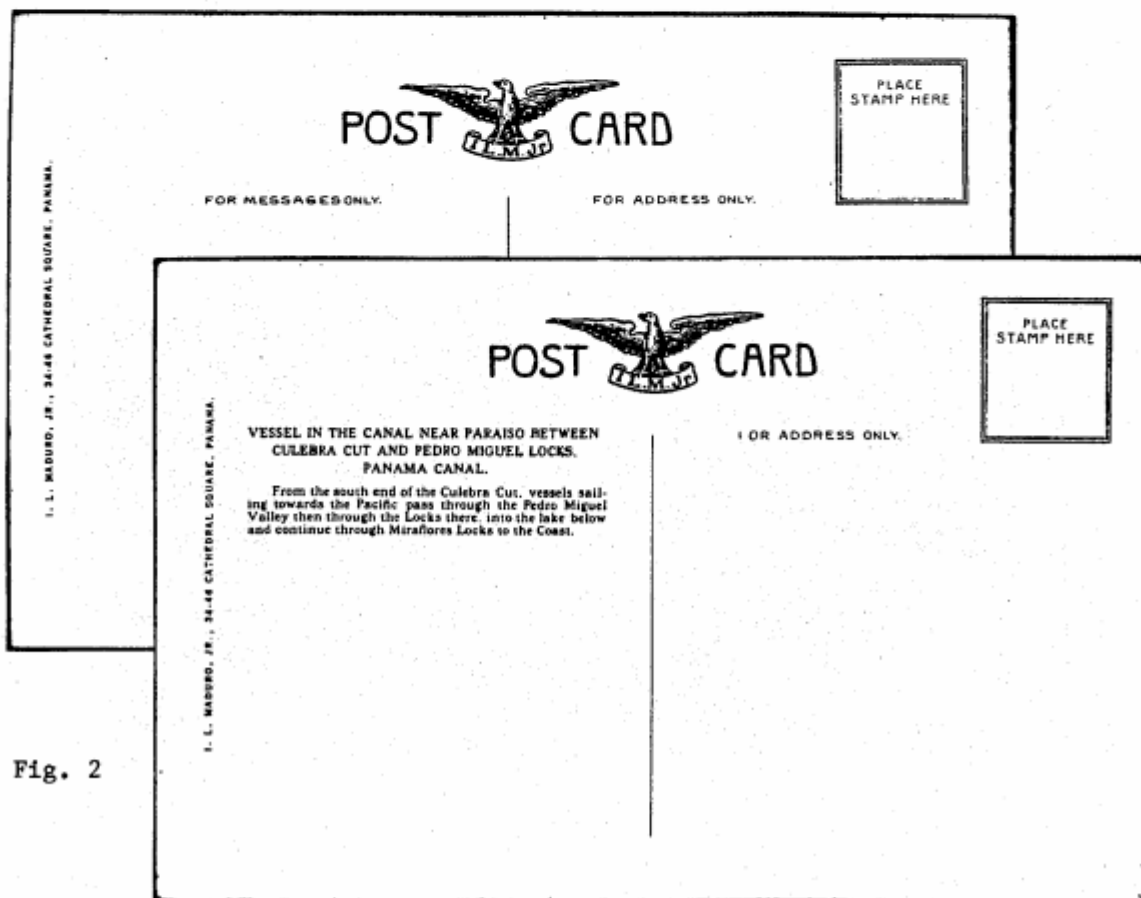 PLACE
STAMP HERE
POST CARD
I.L.M.Jr
FOR MESSAGES ONLY.
FOR ADDRESS ONLY.
I. L. MADURO, JR., 34-46 CATHEDRAL SQUARE, PANAMA.
PLACE
STAMP HERE
POST CARD
I.L.M.Jr
VESSEL IN THE CANAL NEAR PARAISO BETWEEN
CULEBRA CUT AND PEDRO MIGUEL LOCKS,
PANAMA CANAL.
From the south end of the Culebra Cut, vessels sail-
ing towards the Pacific pass through the Pedro Miguel
Valley then through the Locks there, into the lake below
and continue through Miraflores Locks to the Coast.
FOR ADDRESS ONLY.
I. L. MADURO, JR., 34-46 CATHEDRAL SQUARE, PANAMA.
Fig. 2